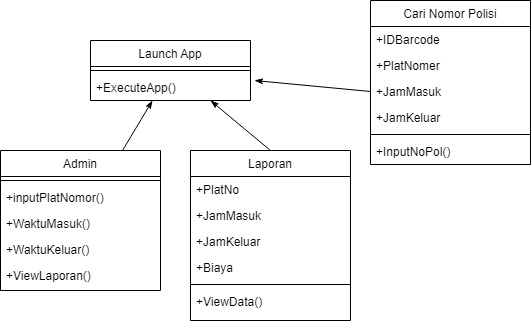 Launch App
+ExecuteApp()
Cari Nomor Polisi
+IDBarcode
+PlatNomer
+JamMasuk
+JamKeluar
+InputNoPol()
Admin
+inputPlatNomor()
+WaktuMasuk()
+WaktuKeluar()
+ViewLaporan()
Laporan
+PlatNo
+JamMasuk
+JamKeluar
+Biaya
+ViewData()